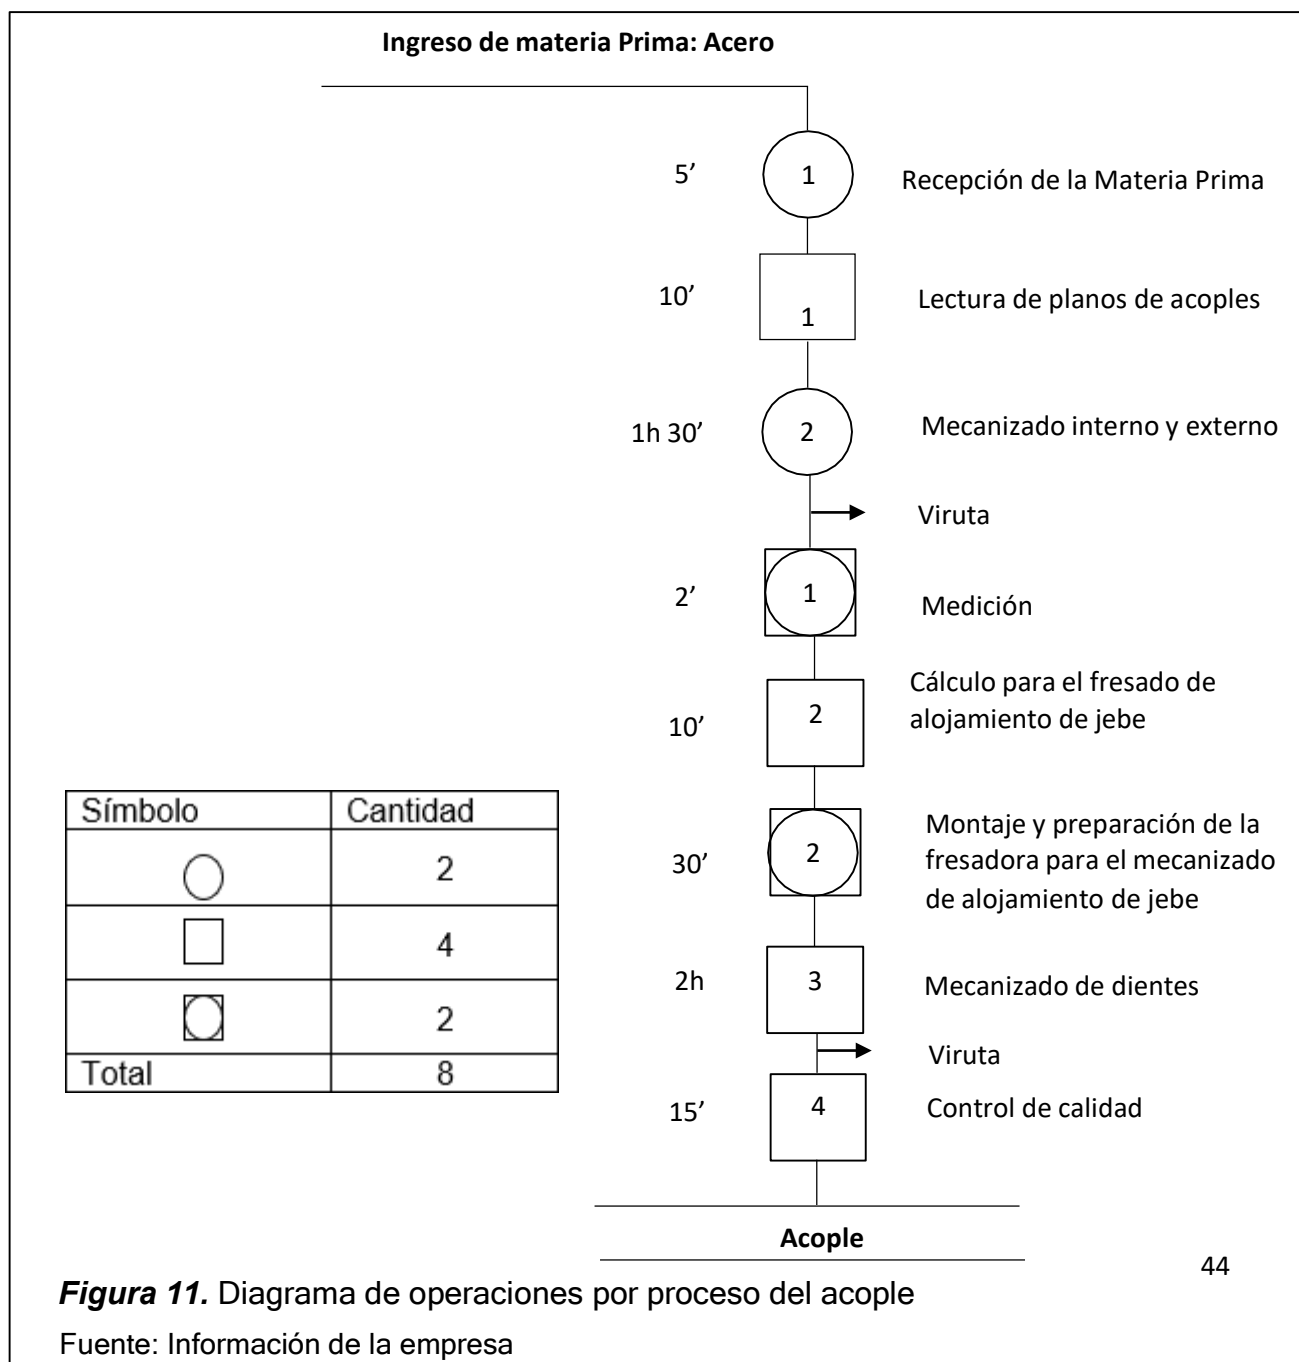 Ingreso de materia Prima: Acero
5’
1
Recepción de la Materia Prima
10’
1
Lectura de planos de acoples
1h 30’
2
Mecanizado interno y externo
Viruta
2’
1
Medición
10’
2
Cálculo para el fresado de
alojamiento de jebe
30’
2
Montaje y preparación de la
fresadora para el mecanizado
de alojamiento de jebe
2h
3
Mecanizado de dientes
Viruta
15’
4
Control de calidad
Símbolo Cantidad
2
4
2
Total 8
Acople
44
Figura 11. Diagrama de operaciones por proceso del acople
Fuente: Información de la empresa